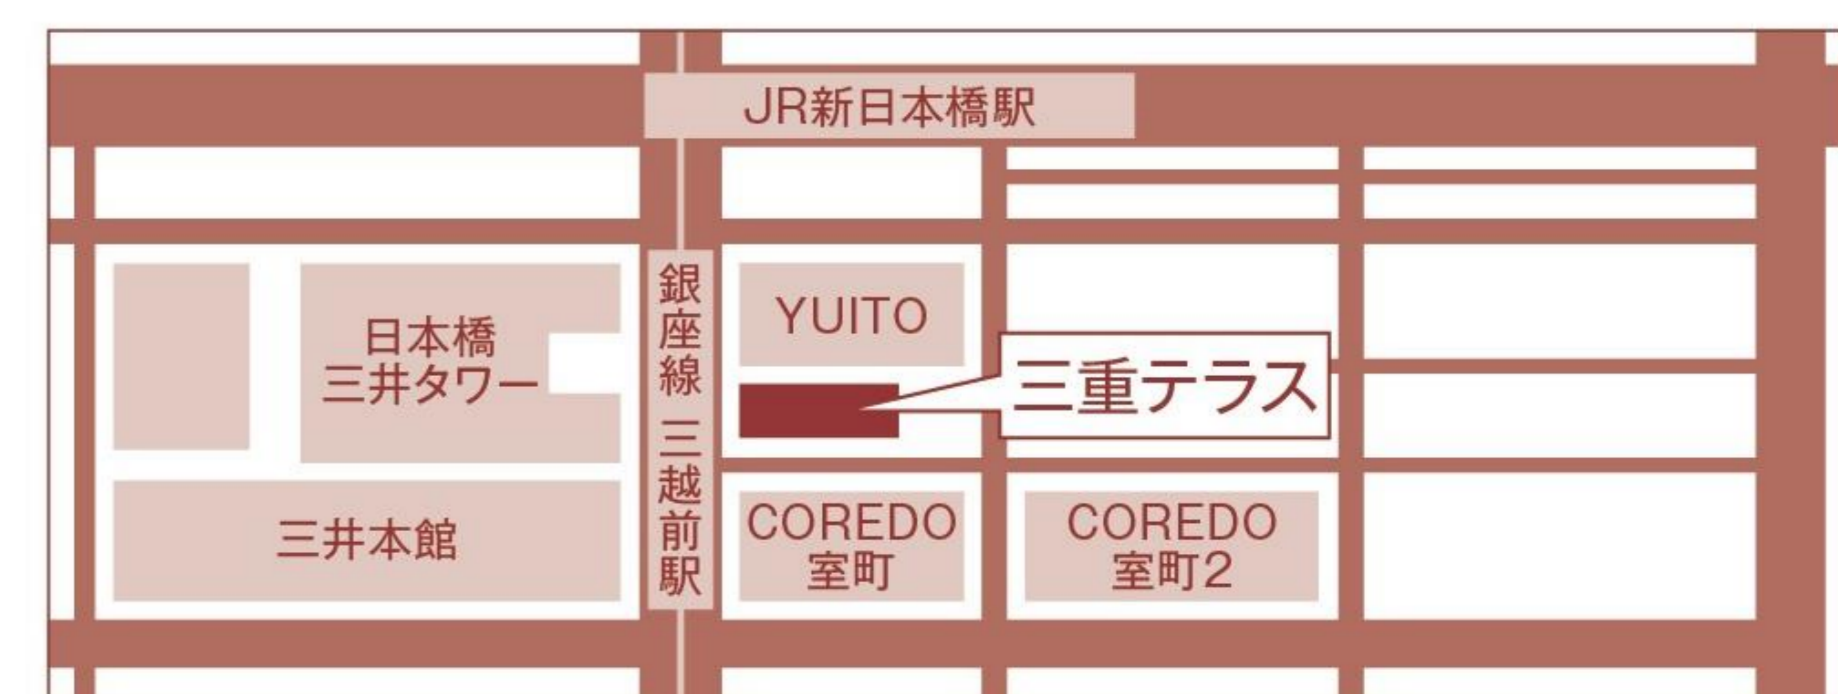 JR新日本橋駅
日本橋
三井タワー
三井本館
銀座線 三越前駅
YUITO
三重テラス
COREDO
室町
COREDO
室町2